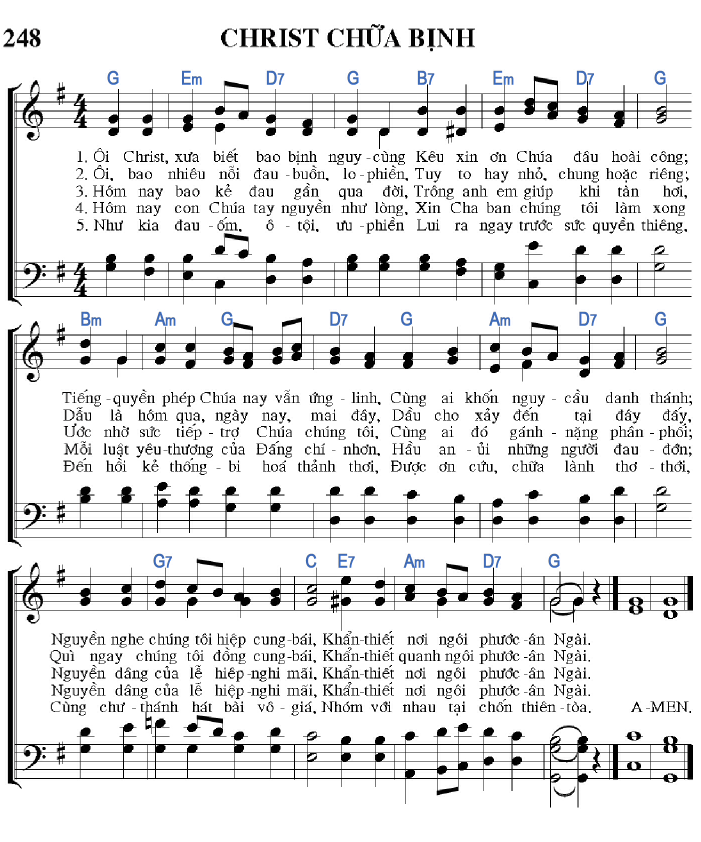 248 CHRIST CHỮA BỊNH
G Em D7 G B7 Em D7 G
1. Ôi Christ, xưa biết bao bịnh nguy-cùng Kêu xin ơn Chúa đâu hoài công;
2. Ôi, bao nhiêu nỗi đau-buồn, lo-phiền, Tuy to hay nhỏ, chung hoặc riêng;
3. Hôm nay bao kẻ đau gần qua đời, Trông anh em giúp khi tàn hơi,
4. Hôm nay con Chúa tay nguyền như lòng, Xin Cha ban chúng tôi làm xong
5. Như kia đau-ốm, ô-tội, ưu-phiền Lui ra ngay trước sức quyền thiêng,
Bm Am G D7 G Am D7 G
Tiếng-quyền phép Chúa nay vẫn ứng-linh, Cùng ai khốn nguy-cầu danh thánh;
Dẫu là hôm qua, ngày nay, mai đây, Dầu cho xảy đến tại đây đấy,
Ước nhờ sức tiếp-trợ Chúa chúng tôi, Cùng ai đó gánh-nặng phân-phối;
Mỗi luật yêu-thượng của Đấng chí-nhơn, Hầu an-ủi những người đau-đớn;
Đến hồi kẻ thống-bi hoá thảnh thơi, Được ơn cứu, chữa lành thơ-thới,
G7 C E7 Am D7 G
Nguyền nghe chúng tôi hiệp cung-bái, Khẩn-thiết nơi ngôi phước-ân Ngài.
Quì ngay chúng tôi đồng cung-bái, Khẩn-thiết quanh ngôi phước-ân Ngài.
Nguyền dâng của lễ hiệp-nghi mãi, Khẩn-thiết nơi ngôi phước-ân Ngài.
Nguyền dâng của lễ hiệp-nghi mãi, Khẩn-thiết nơi ngôi phước-ân Ngài.
Cùng chư-thánh hát bài vô-giá, Nhóm với nhau tại chốn thiên-tòa. A-MEN.